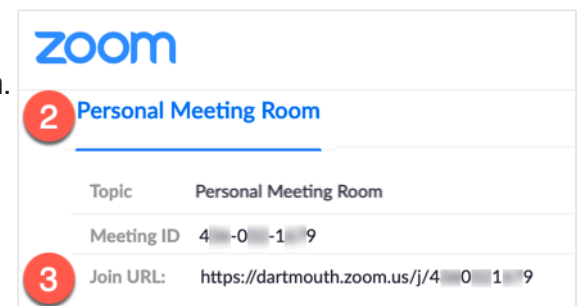 zoom
n.
2 Personal Meeting Room
Topic Personal Meeting Room
Meeting ID 4 -0 -1 9
3 Join URL: https://dartmouth.zoom.us/j/4 0 1 9